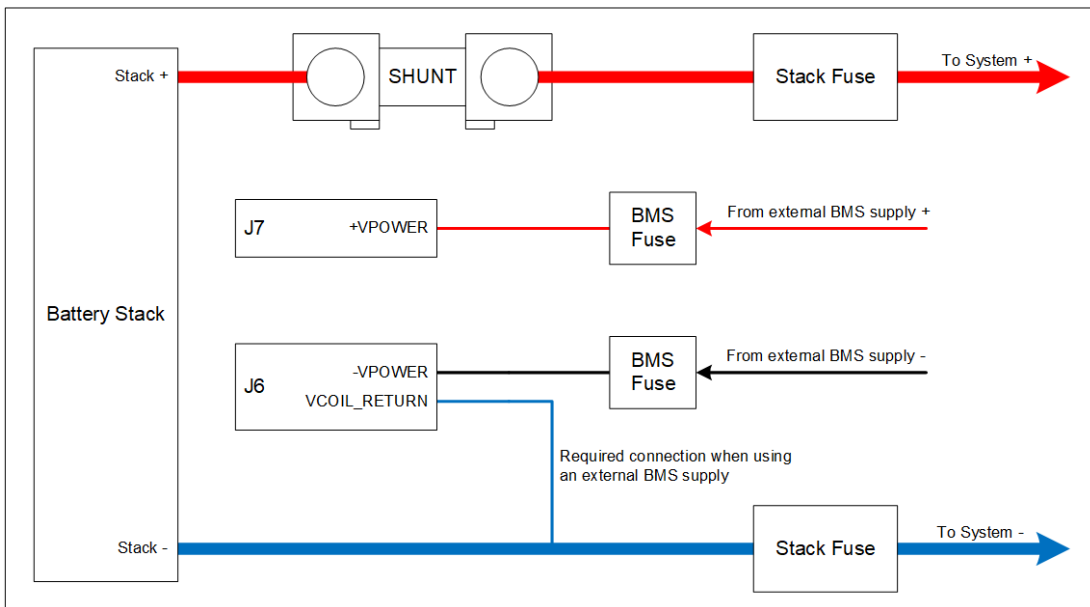 Stack +
SHUNT
Stack Fuse
To System +
J7
+VPOWER
BMS
Fuse
From external BMS supply +
Battery Stack
J6
-VPOWER
VCOIL_RETURN
BMS
Fuse
From external BMS supply -
Required connection when using
an external BMS supply
Stack -
Stack Fuse
To System -